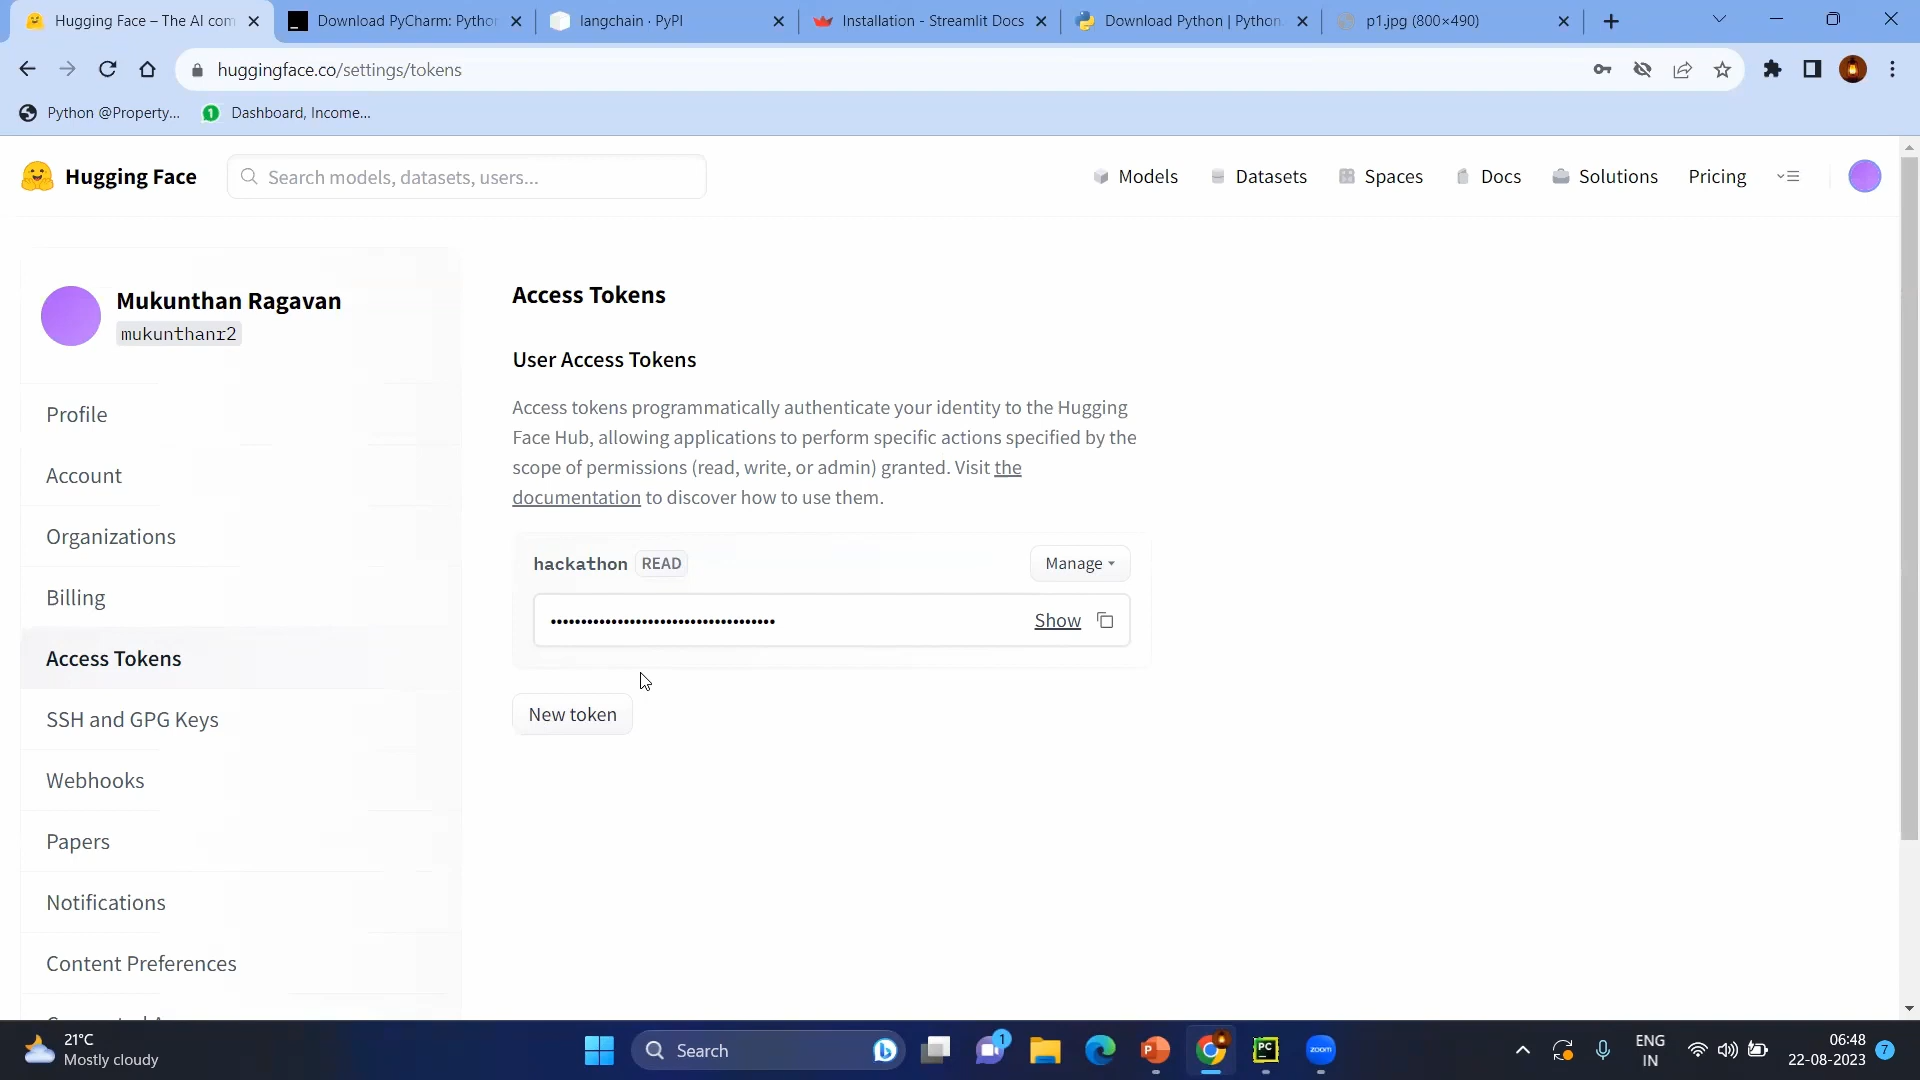 Hugging Face – The AI com
Download PyCharm: Pytho
langchain · PyPI
Installation - Streamlit Docs
Download Python | Python
p1.jpg (800×490)
huggingface.co/settings/tokens
Python @Property...
Dashboard, Income...
Hugging Face
Search models, datasets, users...
Models
Datasets
Spaces
Docs
Solutions
Pricing
Mukunthan Ragavan
mukunthanr2
Profile
Account
Organizations
Billing
Access Tokens
SSH and GPG Keys
Webhooks
Papers
Notifications
Content Preferences
Access Tokens
User Access Tokens
Access tokens programmatically authenticate your identity to the Hugging
Face Hub, allowing applications to perform specific actions specified by the
scope of permissions (read, write, or admin) granted. Visit the
documentation to discover how to use them.
hackathon READ
Manage
••••••••••••••••••••••••••••••••••••• Show
New token
21°C
Mostly cloudy
Search
1
PC
zoom
ENG
IN
06:48
22-08-2023
7